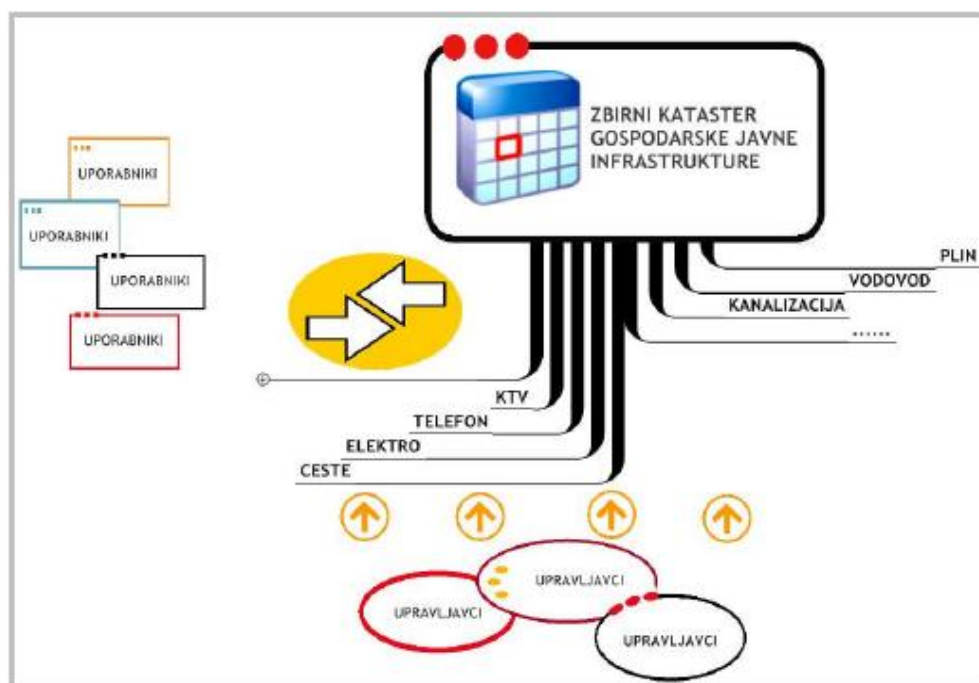 ZBIRNI KATASTER
GOSPODARSKE JAVNE
INFRASTRUKTURE
UPORABNIKI
UPORABNIKI
UPORABNIKI
UPORABNIKI
PLIN
VODOVOD
KANALIZACIJA
......
KTV
TELEFON
ELEKTRO
CESTE
UPRAVLJAVCI
UPRAVLJAVCI
UPRAVLJAVCI